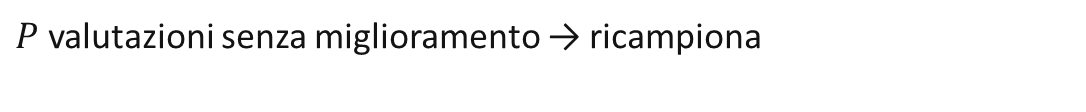 P valutazioni senza miglioramento → ricampiona